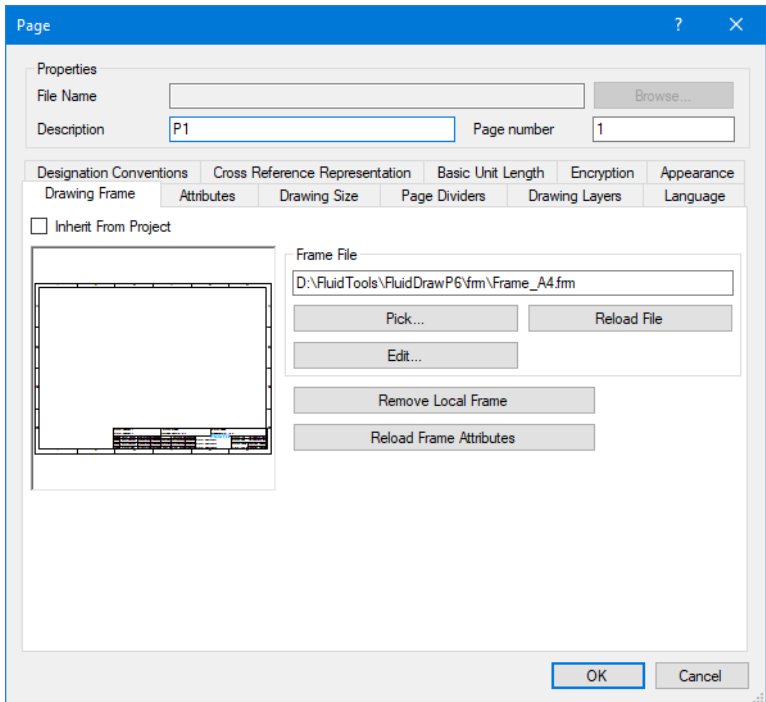 Page
Properties
File Name Browse...
Description P1 Page number 1
Designation Conventions Cross Reference Representation Basic Unit Length Encryption Appearance
Drawing Frame Attributes Drawing Size Page Dividers Drawing Layers Language
Inherit From Project
Frame File
D:\FluidTools\FluidDrawP6\frm\Frame_A4.frm
Pick... Reload File
Edit...
Remove Local Frame
Reload Frame Attributes
OK Cancel